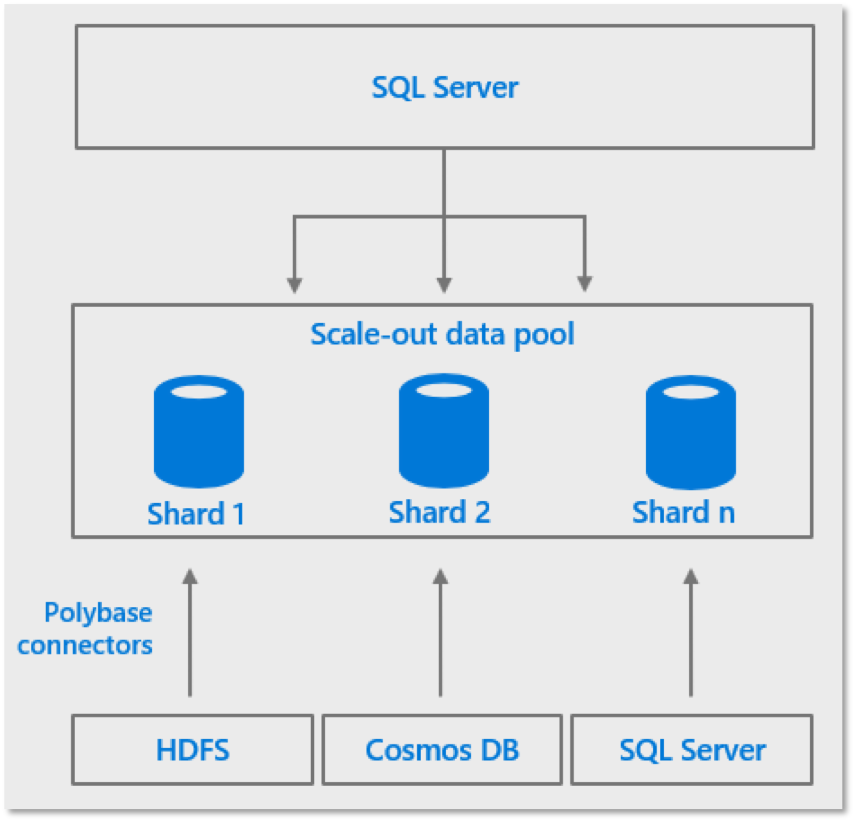 SQL Server
Scale-out data pool
Shard 1
Shard 2
Shard n
Polybase
connectors
HDFS
Cosmos DB
SQL Server